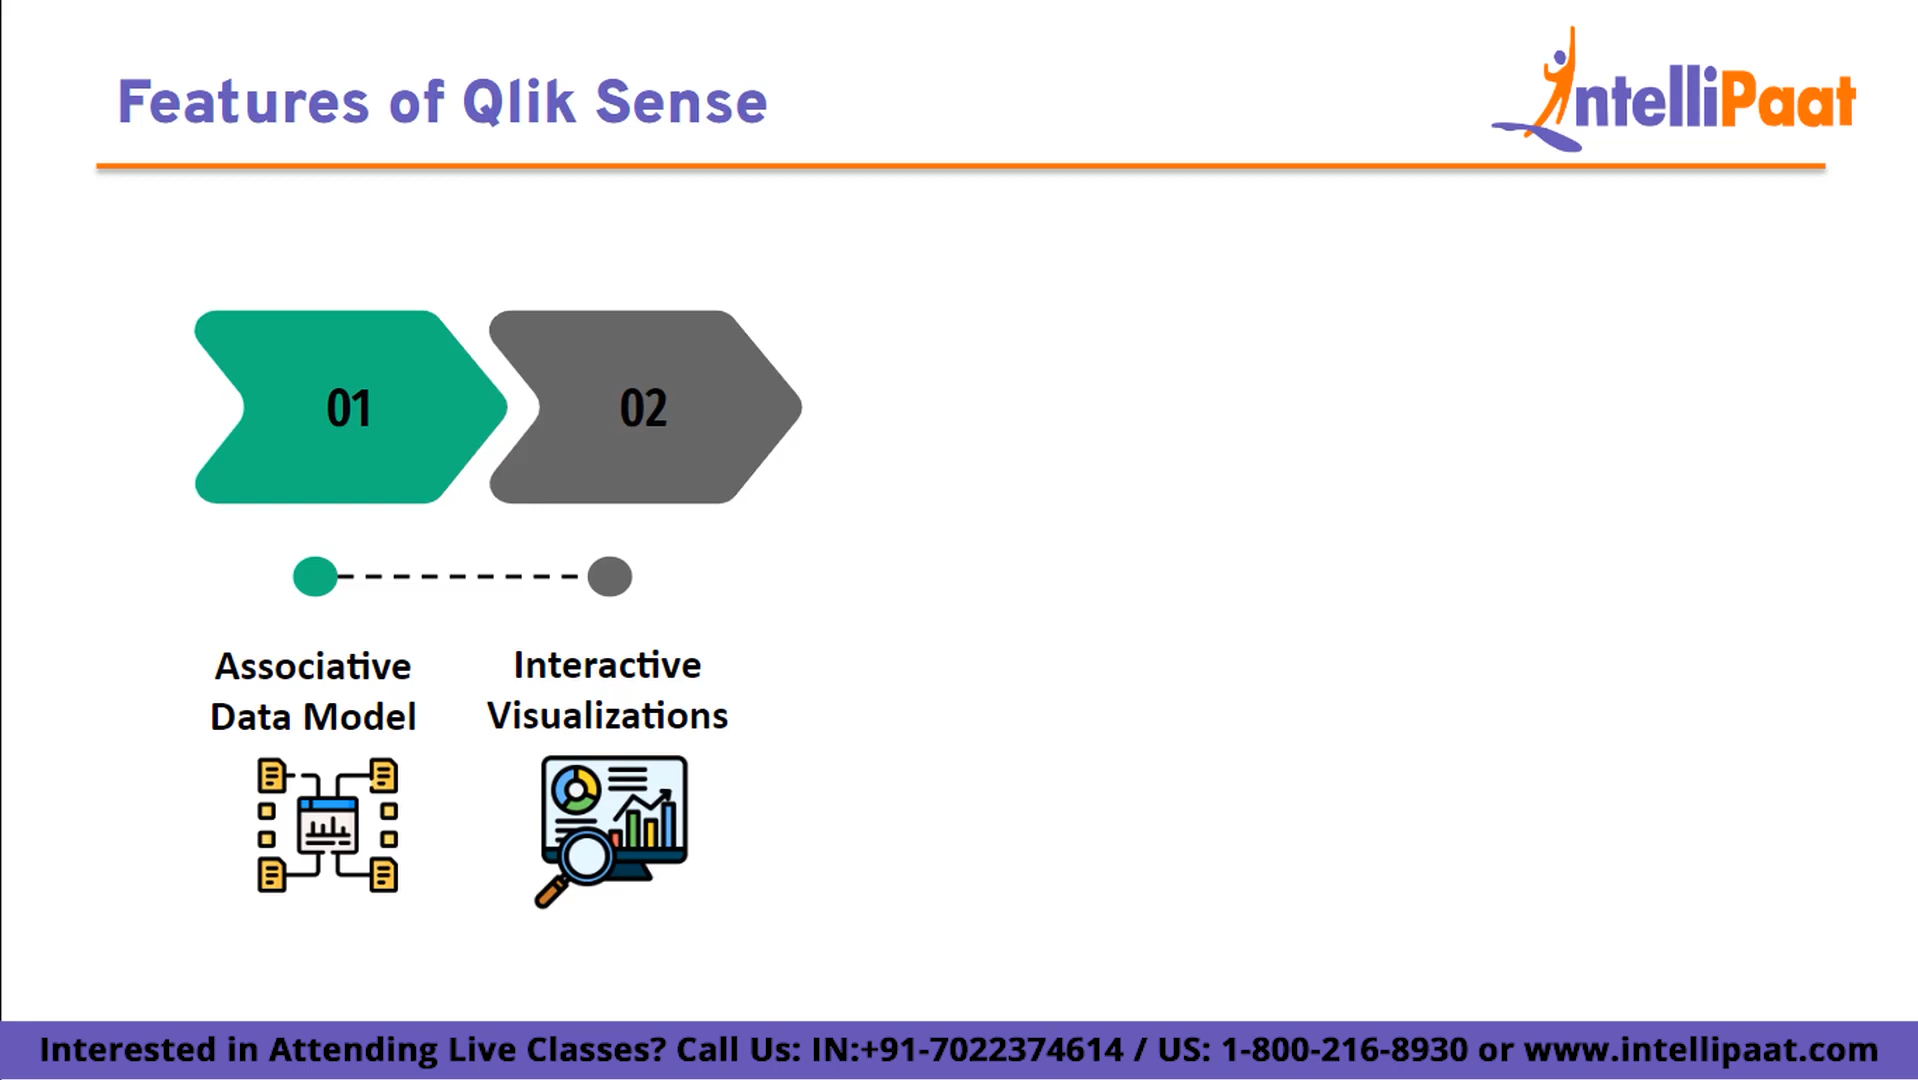 Features of Qlik Sense
IntelliPaat
01
02
Associative
Data Model
Interactive
Visualizations
Interested in Attending Live Classes? Call Us: IN:+91-7022374614 / US: 1-800-216-8930 or www.intellipaat.com